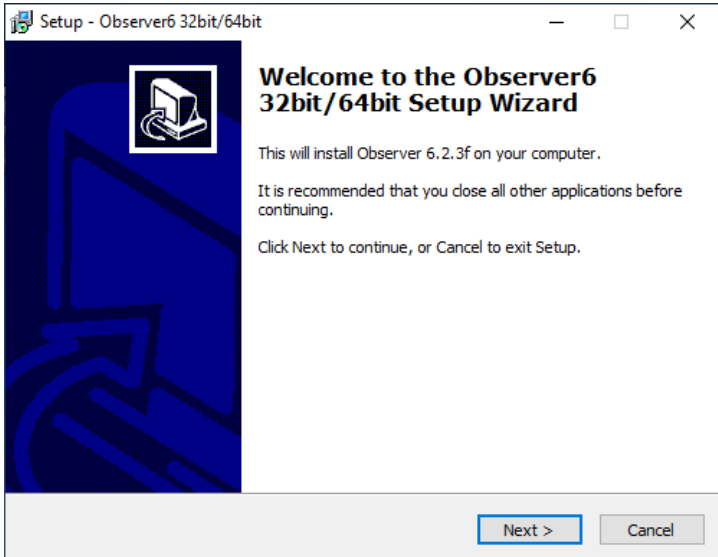 Setup - Observer6 32bit/64bit
Welcome to the Observer6
32bit/64bit Setup Wizard
This will install Observer 6.2.3f on your computer.
It is recommended that you close all other applications before
continuing.
Click Next to continue, or Cancel to exit Setup.
Next >
Cancel